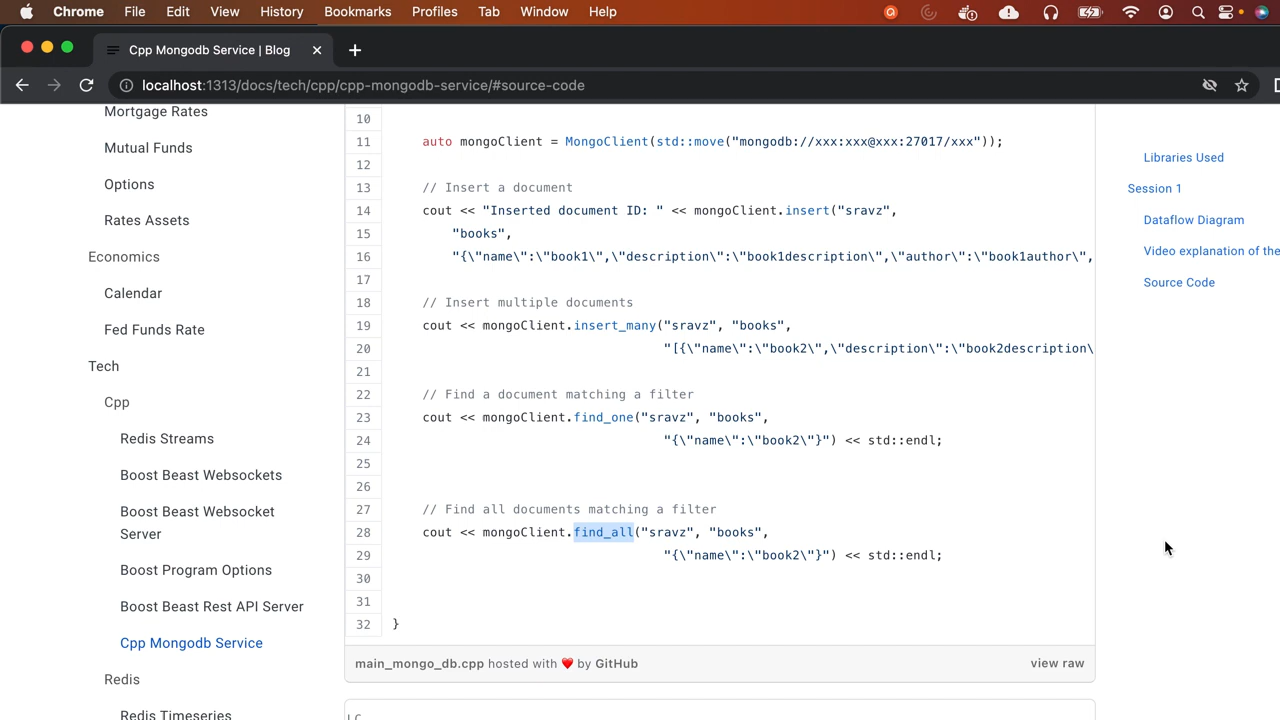 Chrome File Edit View History Bookmarks Profiles Tab Window Help
Cpp Mongodb Service | Blog
localhost:1313/docs/tech/cpp/cpp-mongodb-service/#source-code
Mortgage Rates
Mutual Funds
Options
Rates Assets
Economics
Calendar
Fed Funds Rate
Tech
Cpp
Redis Streams
Boost Beast Websockets
Boost Beast Websocket
Server
Boost Program Options
Boost Beast Rest API Server
Cpp Mongodb Service
Redis
Redis Timeseries
10
11 auto mongoClient = MongoClient(std::move("mongodb://xxx:xxx@xxx:27017/xxx"));
12
13 // Insert a document
14 cout << "Inserted document ID: " << mongoClient.insert("sravz",
15 "books",
16 "{\"name\":\"book1\",\"description\":\"book1description\",\"author\":\"book1author\",
17
18 // Insert multiple documents
19 cout << mongoClient.insert_many("sravz", "books",
20 "[{\"name\":\"book2\",\"description\":\"book2description\
21
22 // Find a document matching a filter
23 cout << mongoClient.find_one("sravz", "books",
24 "{\"name\":\"book2\"}") << std::endl;
25
26
27 // Find all documents matching a filter
28 cout << mongoClient.find_all("sravz", "books",
29 "{\"name\":\"book2\"}") << std::endl;
30
31
32 }
main_mongo_db.cpp hosted with ❤ by GitHub view raw
Libraries Used
Session 1
Dataflow Diagram
Video explanation of the
Source Code